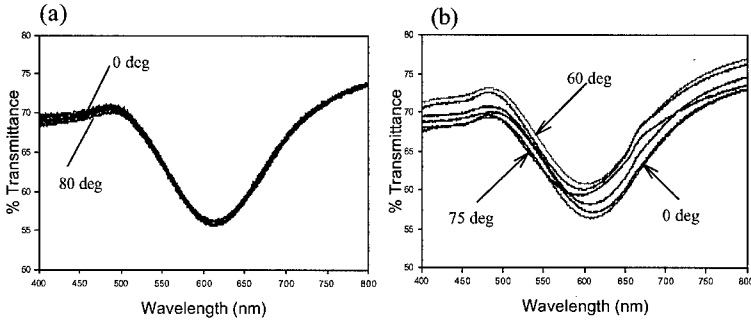 (a)
80
75
70
65
60
55
50
% Transmittance
0 deg
80 deg
400 450 500 550 600 650 700 750 800
Wavelength (nm)
(b)
80
75
70
65
60
55
50
% Transmittance
60 deg
75 deg
0 deg
400 450 500 550 600 650 700 750 800
Wavelength (nm)